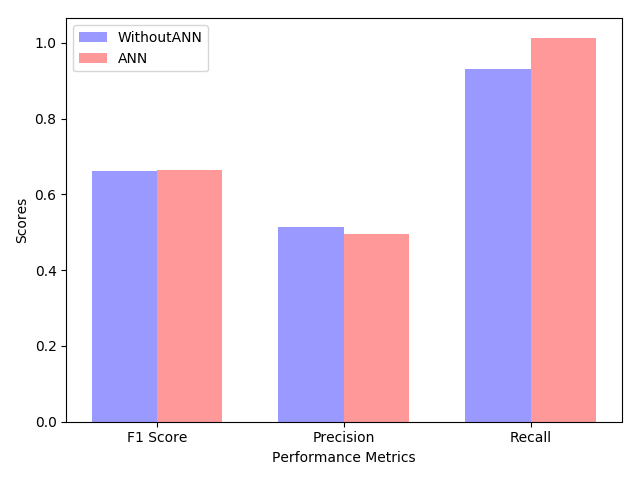 WithoutANN
ANN
1.0
0.8
0.6
0.4
0.2
0.0
Scores
F1 Score
Precision
Recall
Performance Metrics